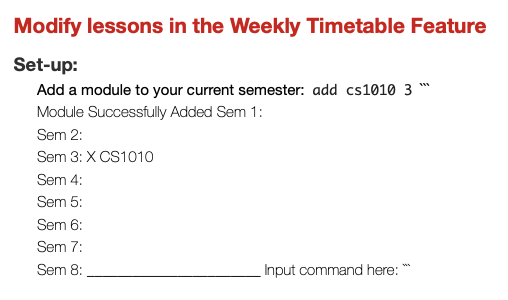 Modify lessons in the Weekly Timetable Feature
Set-up:
Add a module to your current semester: add cs1010 3 ```
Module Successfully Added Sem 1:
Sem 2:
Sem 3: X CS1010
Sem 4:
Sem 5:
Sem 6:
Sem 7:
Sem 8: _________________________ Input command here: ```